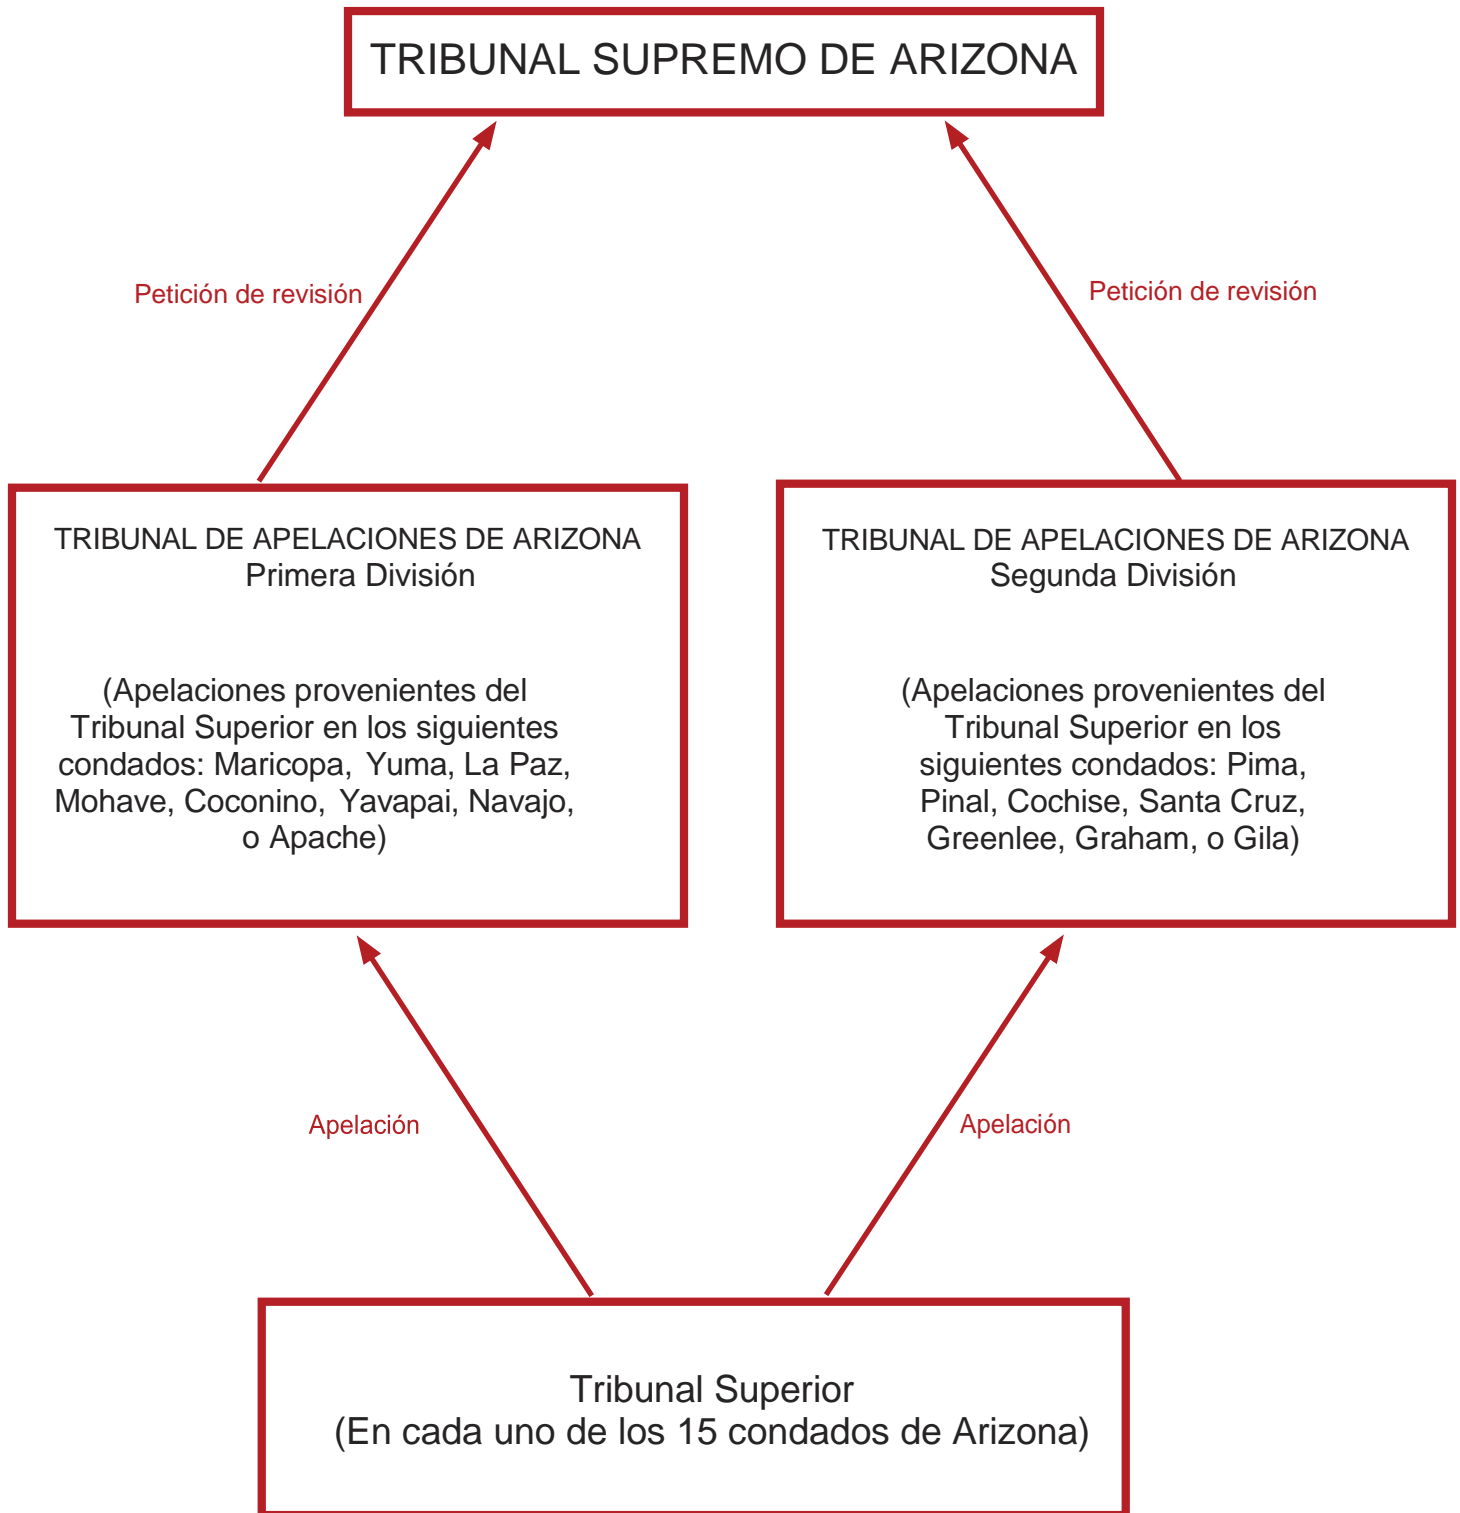 TRIBUNAL SUPREMO DE ARIZONA
Petición de revisión
Petición de revisión
TRIBUNAL DE APELACIONES DE ARIZONA
Primera División
(Apelaciones provenientes del
Tribunal Superior en los siguientes
condados: Maricopa, Yuma, La Paz,
Mohave, Coconino, Yavapai, Navajo,
o Apache)
TRIBUNAL DE APELACIONES DE ARIZONA
Segunda División
(Apelaciones provenientes del
Tribunal Superior en los
siguientes condados: Pima,
Pinal, Cochise, Santa Cruz,
Greenlee, Graham, o Gila)
Apelación
Apelación
Tribunal Superior
(En cada uno de los 15 condados de Arizona)